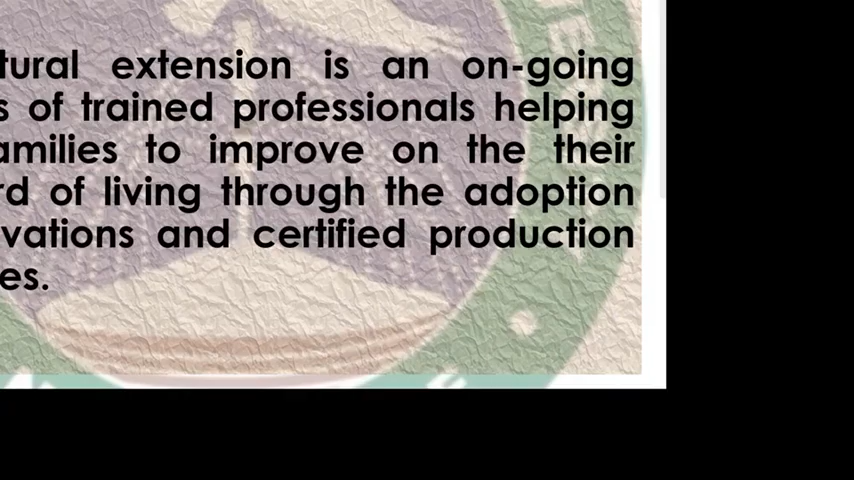 tural extension is an on-going
s of trained professionals helping
amilies to improve on the their
rd of living through the adoption
vations and certified production
es.